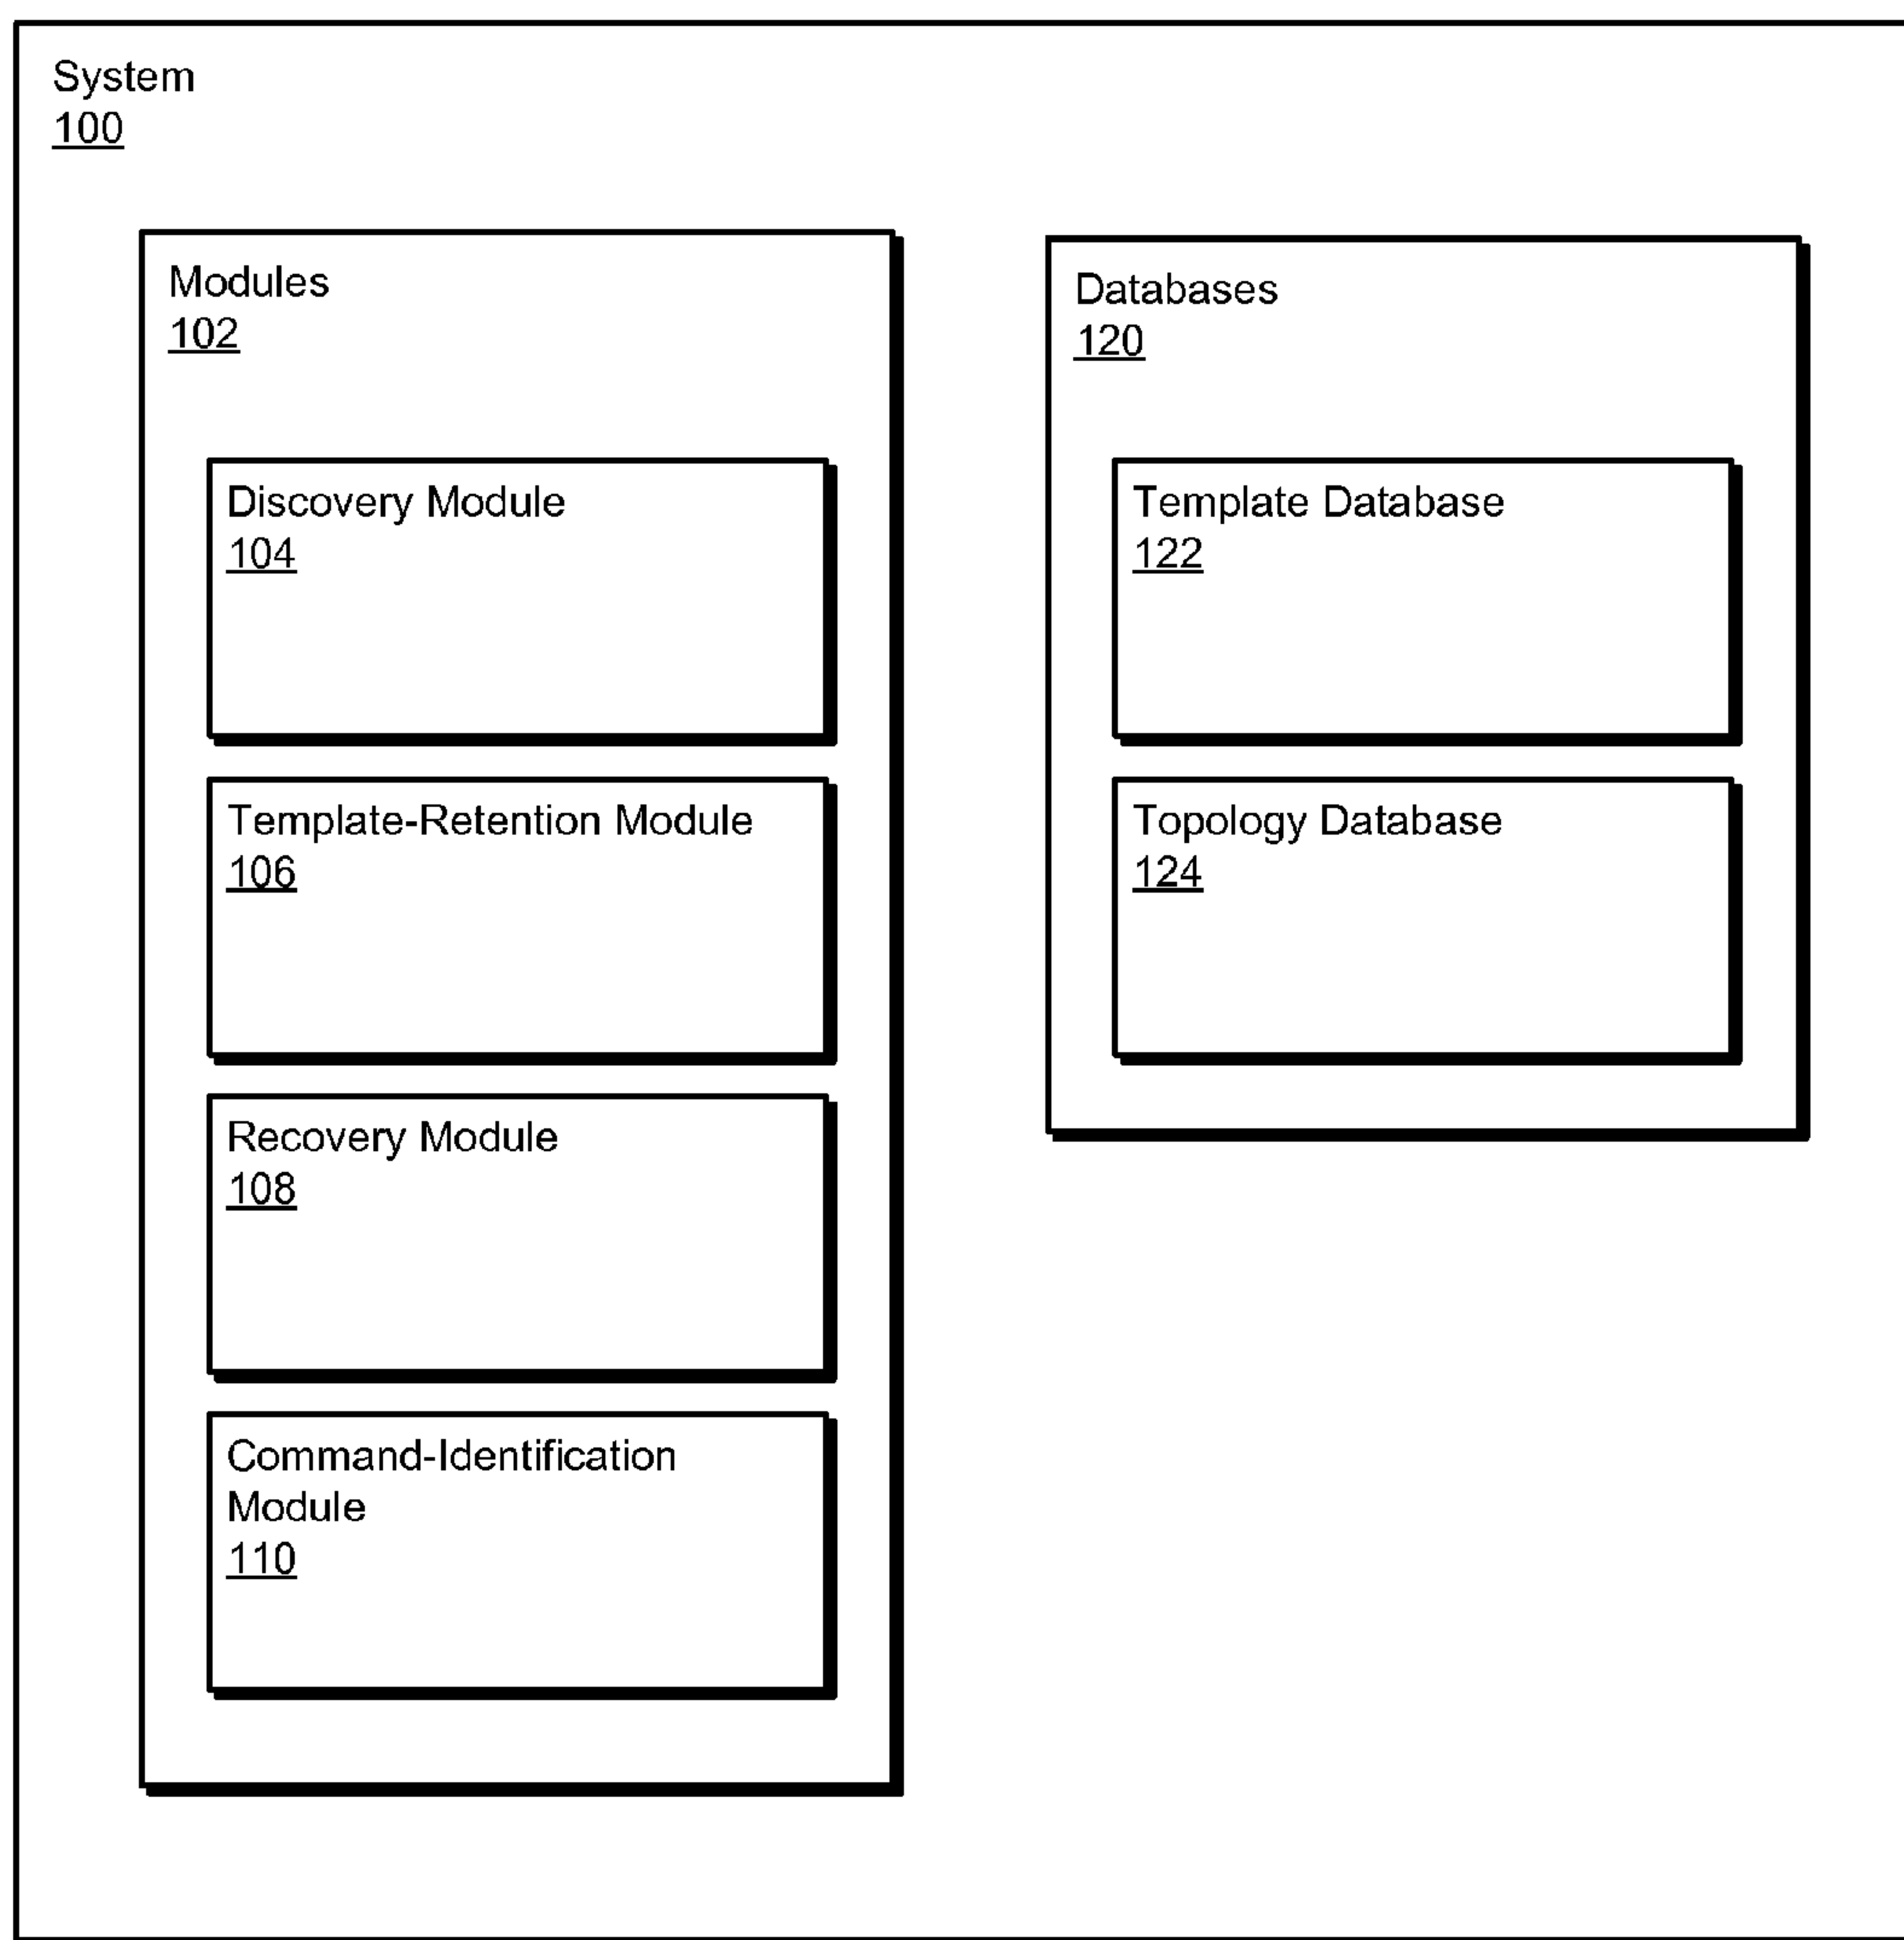 System
100
Modules
102
Discovery Module
104
Template-Retention Module
106
Recovery Module
108
Command-Identification
Module
110
Databases
120
Template Database
122
Topology Database
124